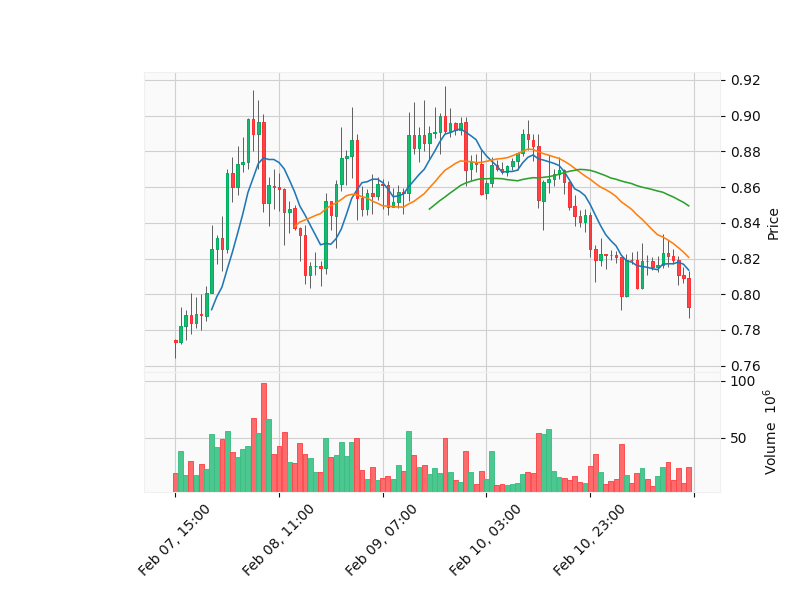 0.92
0.90
0.88
0.86
0.84
0.82
0.80
0.78
0.76
Price
100
50
Volume 10⁶
Feb 07, 15:00
Feb 08, 11:00
Feb 09, 07:00
Feb 10, 03:00
Feb 10, 23:00